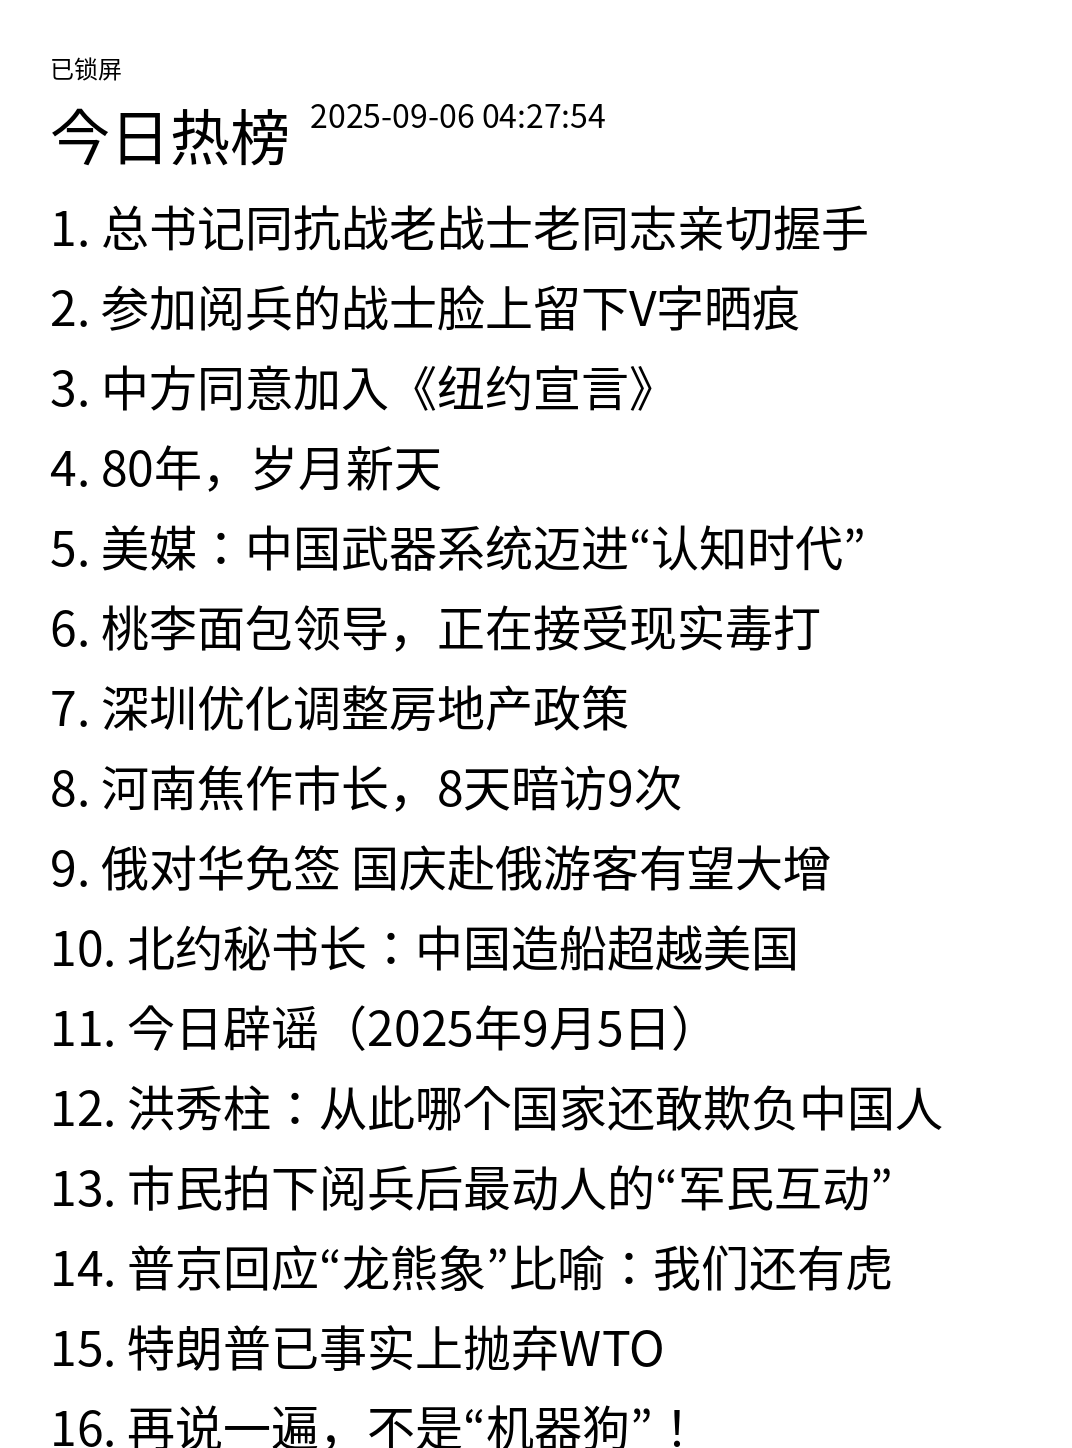 已锁屏
今日热榜 2025-09-06 04:27:54
1. 总书记同抗战老战士老同志亲切握手
2. 参加阅兵的战士脸上留下V字晒痕
3. 中方同意加入《纽约宣言》
4. 80年，岁月新天
5. 美媒：中国武器系统迈进“认知时代”
6. 桃李面包领导，正在接受现实毒打
7. 深圳优化调整房地产政策
8. 河南焦作市长，8天暗访9次
9. 俄对华免签 国庆赴俄游客有望大增
10. 北约秘书长：中国造船超越美国
11. 今日辟谣（2025年9月5日）
12. 洪秀柱：从此哪个国家还敢欺负中国人
13. 市民拍下阅兵后最动人的“军民互动”
14. 普京回应“龙熊象”比喻：我们还有虎
15. 特朗普已事实上抛弃WTO
16. 再说一遍，不是“机器狗”！